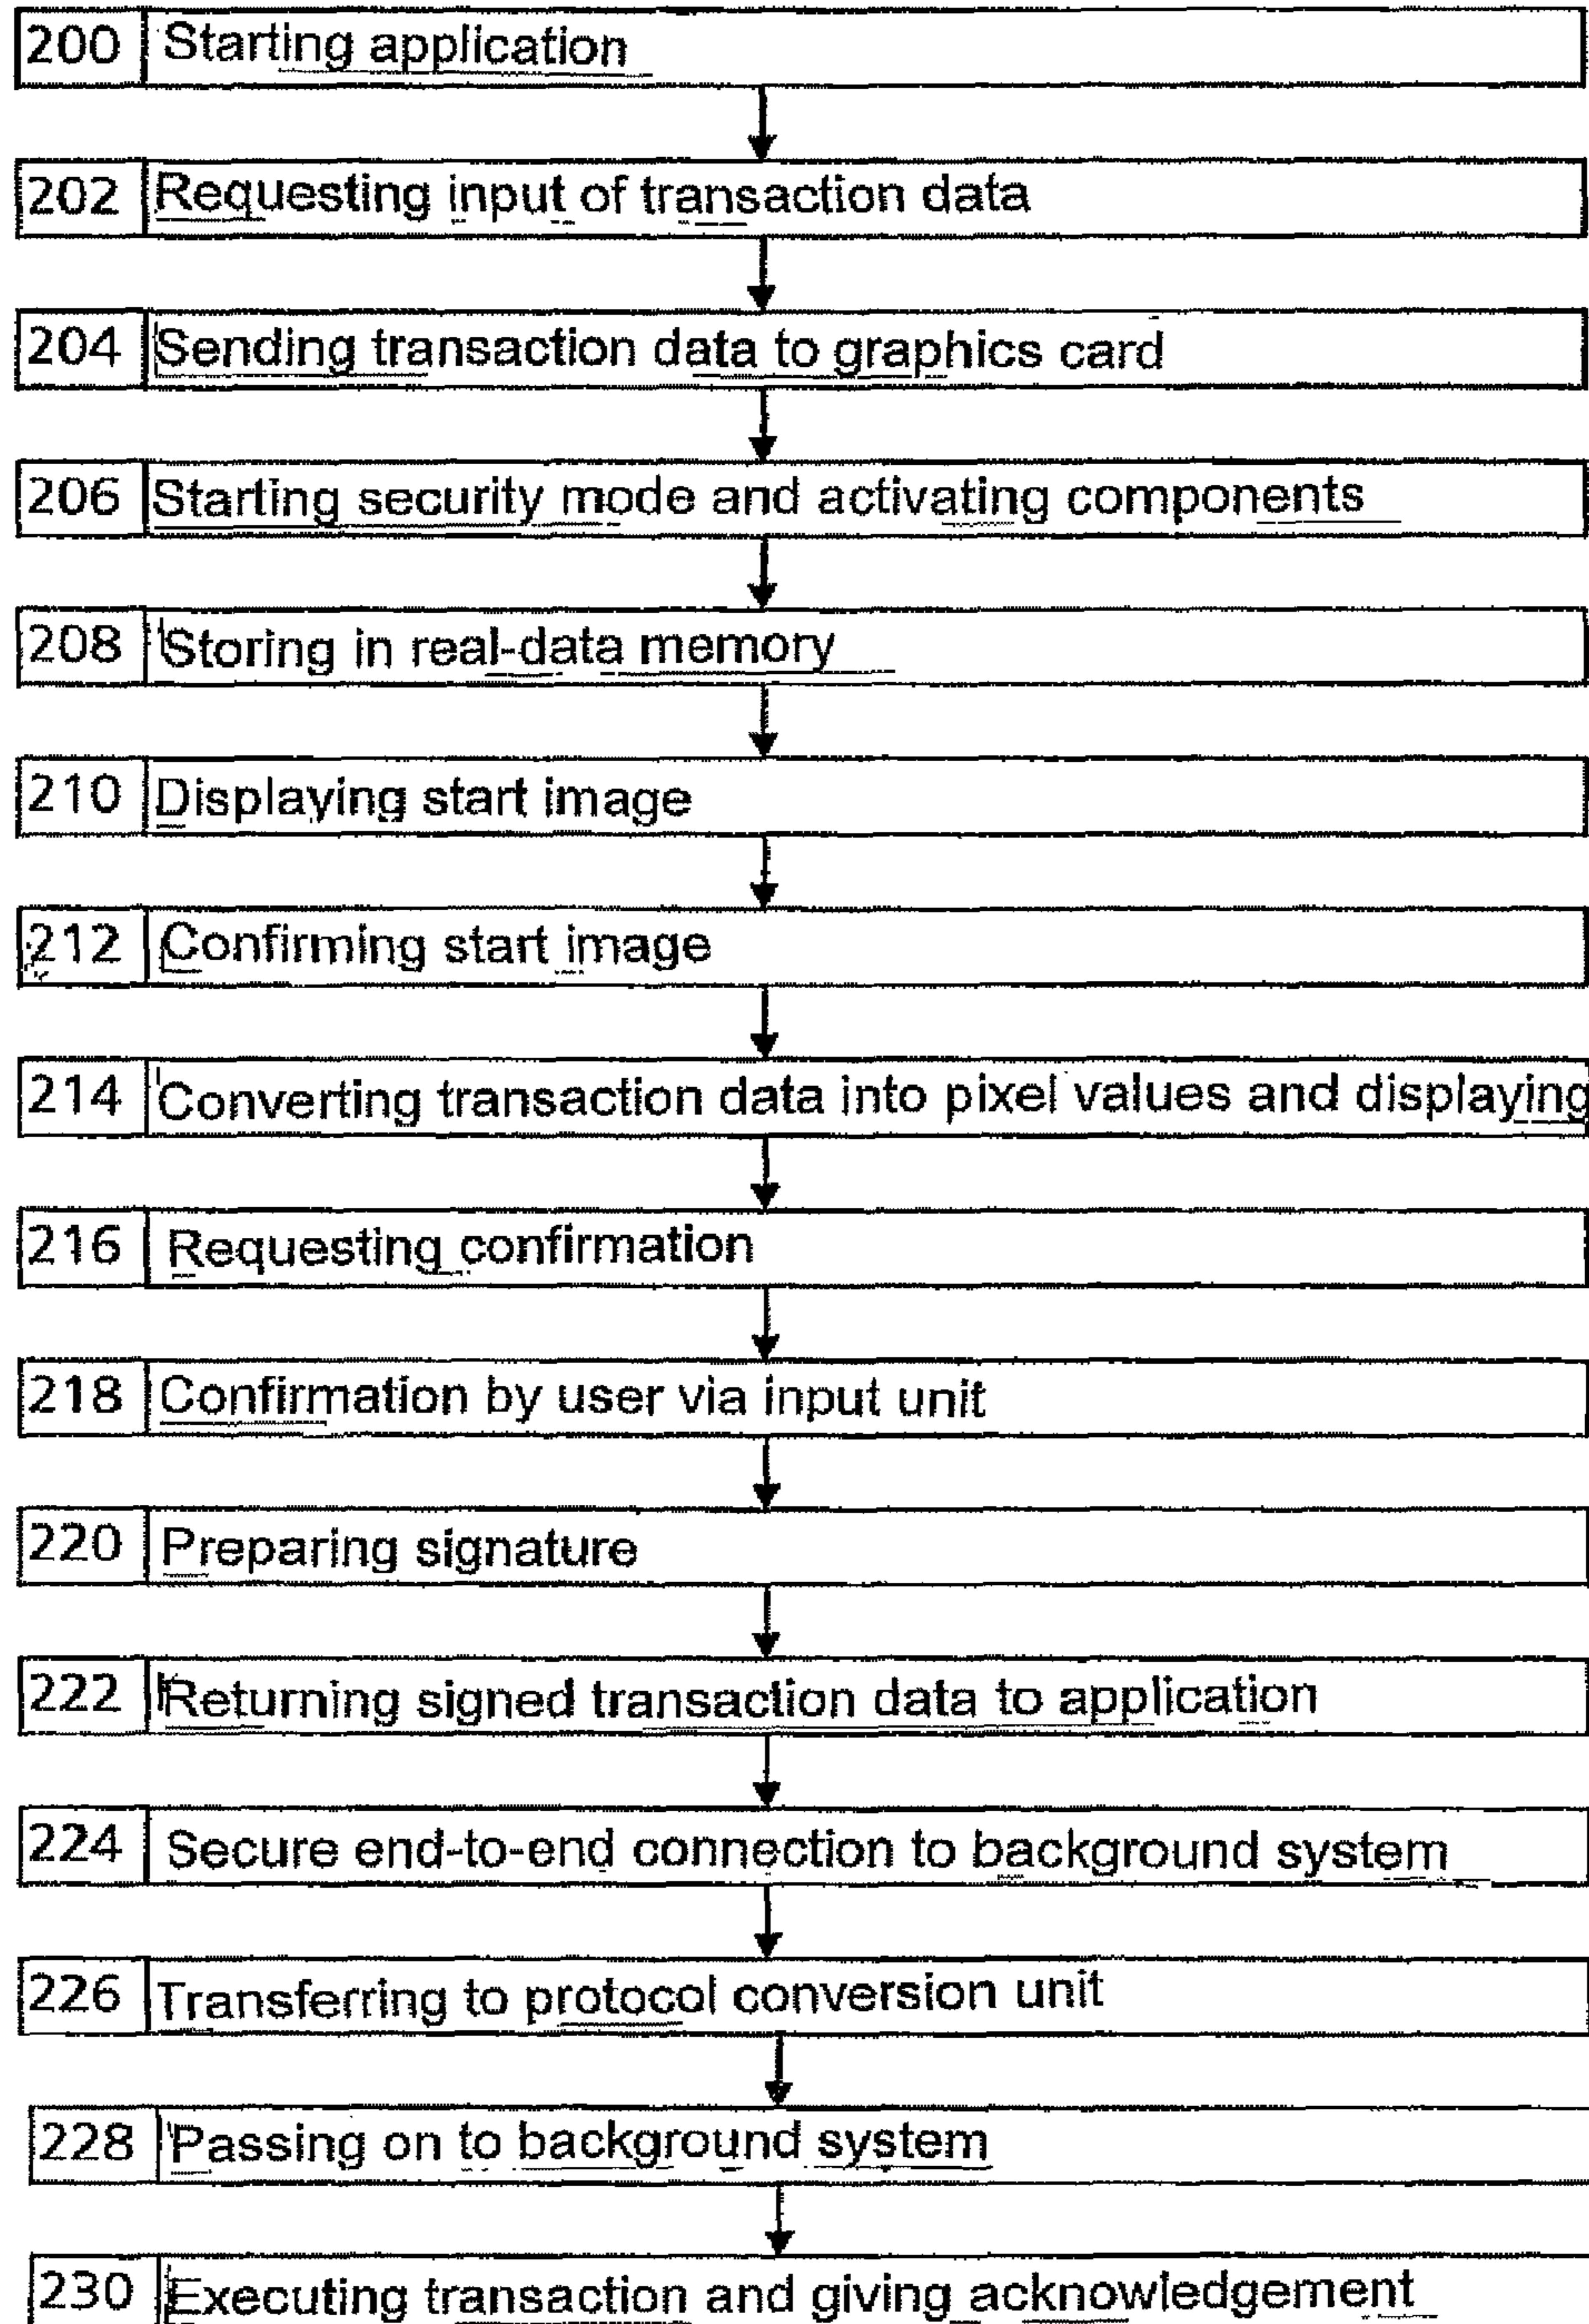 200 Starting application
202 Requesting input of transaction data
204 Sending transaction data to graphics card
206 Starting security mode and activating components
208 Storing in real-data memory
210 Displaying start image
212 Confirming start image
214 Converting transaction data into pixel values and displaying
216 Requesting confirmation
218 Confirmation by user via input unit
220 Preparing signature
222 Returning signed transaction data to application
224 Secure end-to-end connection to background system
226 Transferring to protocol conversion unit
228 Passing on to background system
230 Executing transaction and giving acknowledgement